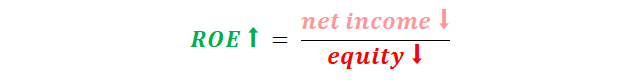 ROE ⬆ = net income ⬇
equity ⬇